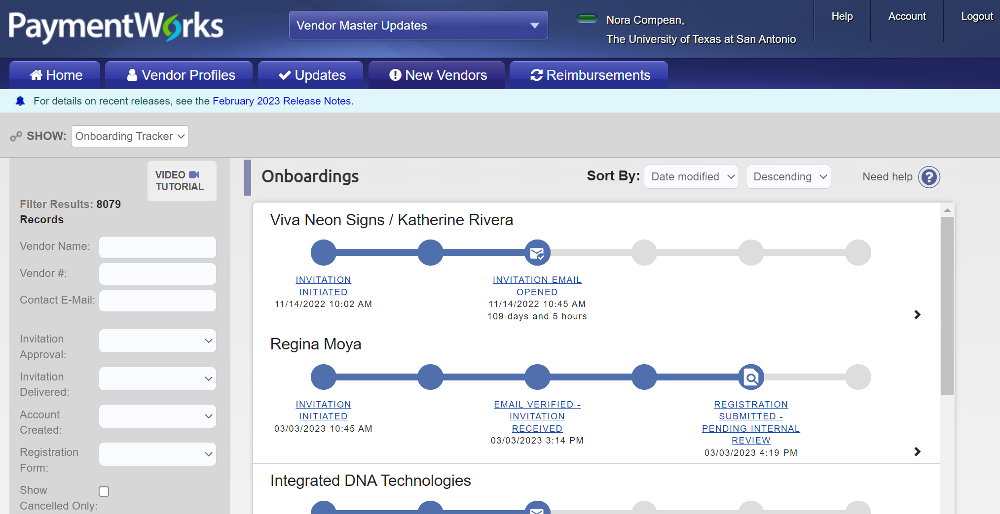 PaymentWorks
Vendor Master Updates
Nora Compean,
The University of Texas at San Antonio
Help
Account
Logout
Home
Vendor Profiles
Updates
New Vendors
Reimbursements
For details on recent releases, see the February 2023 Release Notes.
SHOW: Onboarding Tracker
VIDEO
TUTORIAL
Filter Results: 8079
Records
Vendor Name:
Vendor #:
Contact E-Mail:
Invitation
Approval:
Invitation
Delivered:
Account
Created:
Registration
Form:
Show
Cancelled Only:
Onboardings
Sort By: Date modified Descending
Need help ?
Viva Neon Signs / Katherine Rivera
INVITATION
INITIATED
11/14/2022 10:02 AM
INVITATION EMAIL
OPENED
11/14/2022 10:45 AM
109 days and 5 hours
Regina Moya
INVITATION
INITIATED
03/03/2023 10:45 AM
EMAIL VERIFIED -
INVITATION
RECEIVED
03/03/2023 3:14 PM
REGISTRATION
SUBMITTED -
PENDING INTERNAL
REVIEW
03/03/2023 4:19 PM
Integrated DNA Technologies